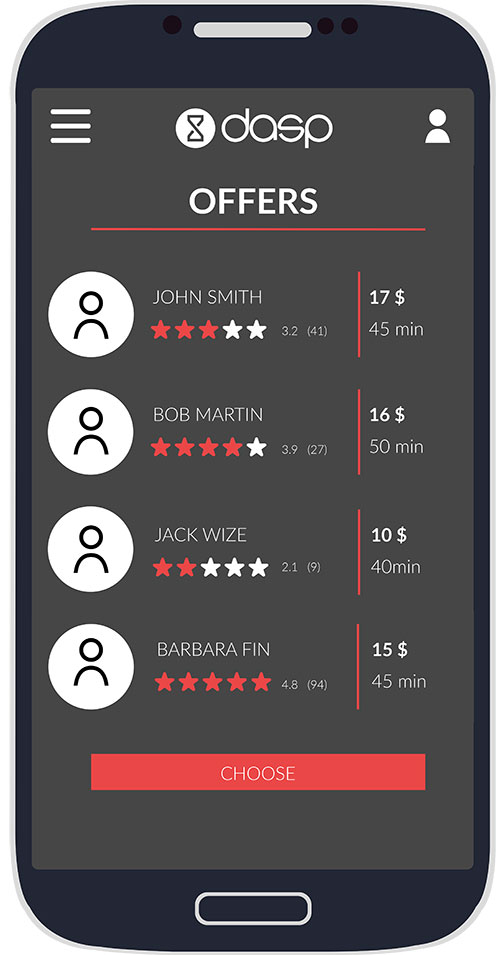 dasp
OFFERS
JOHN SMITH
3.2 (41)
17 $
45 min
BOB MARTIN
3.9 (27)
16 $
50 min
JACK WIZE
2.1 (9)
10 $
40min
BARBARA FIN
4.8 (94)
15 $
45 min
CHOOSE